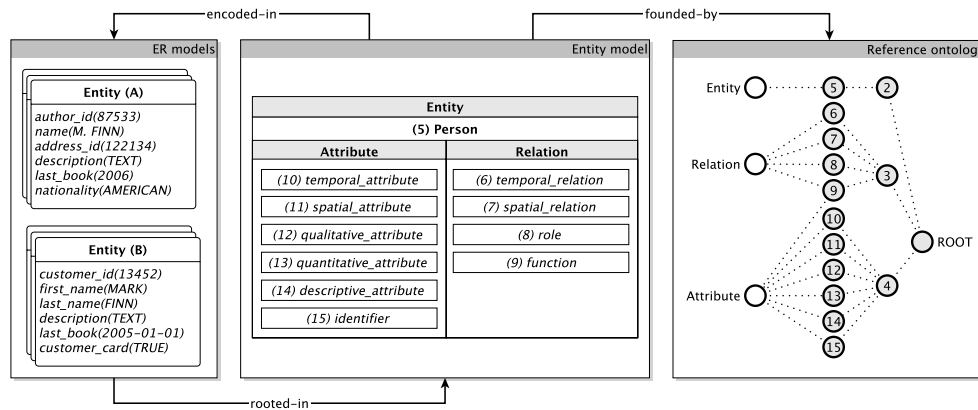 encoded-in
founded-by
ER models
Entity (A)
author_id(87533)
name(M. FINN)
address_id(122134)
description(TEXT)
last_book(2006)
nationality(AMERICAN)
Entity (B)
customer_id(13452)
first_name(MARK)
last_name(FINN)
description(TEXT)
last_book(2005-01-01)
customer_card(TRUE)
Entity model
Entity
(5) Person
Attribute
(10) temporal_attribute
(11) spatial_attribute
(12) qualitative_attribute
(13) quantitative_attribute
(14) descriptive_attribute
(15) identifier
Relation
(6) temporal_relation
(7) spatial_relation
(8) role
(9) function
Reference ontolog
Entity
Relation
Attribute
5
6
7
8
9
10
11
12
13
14
15
2
3
4
ROOT
rooted-in